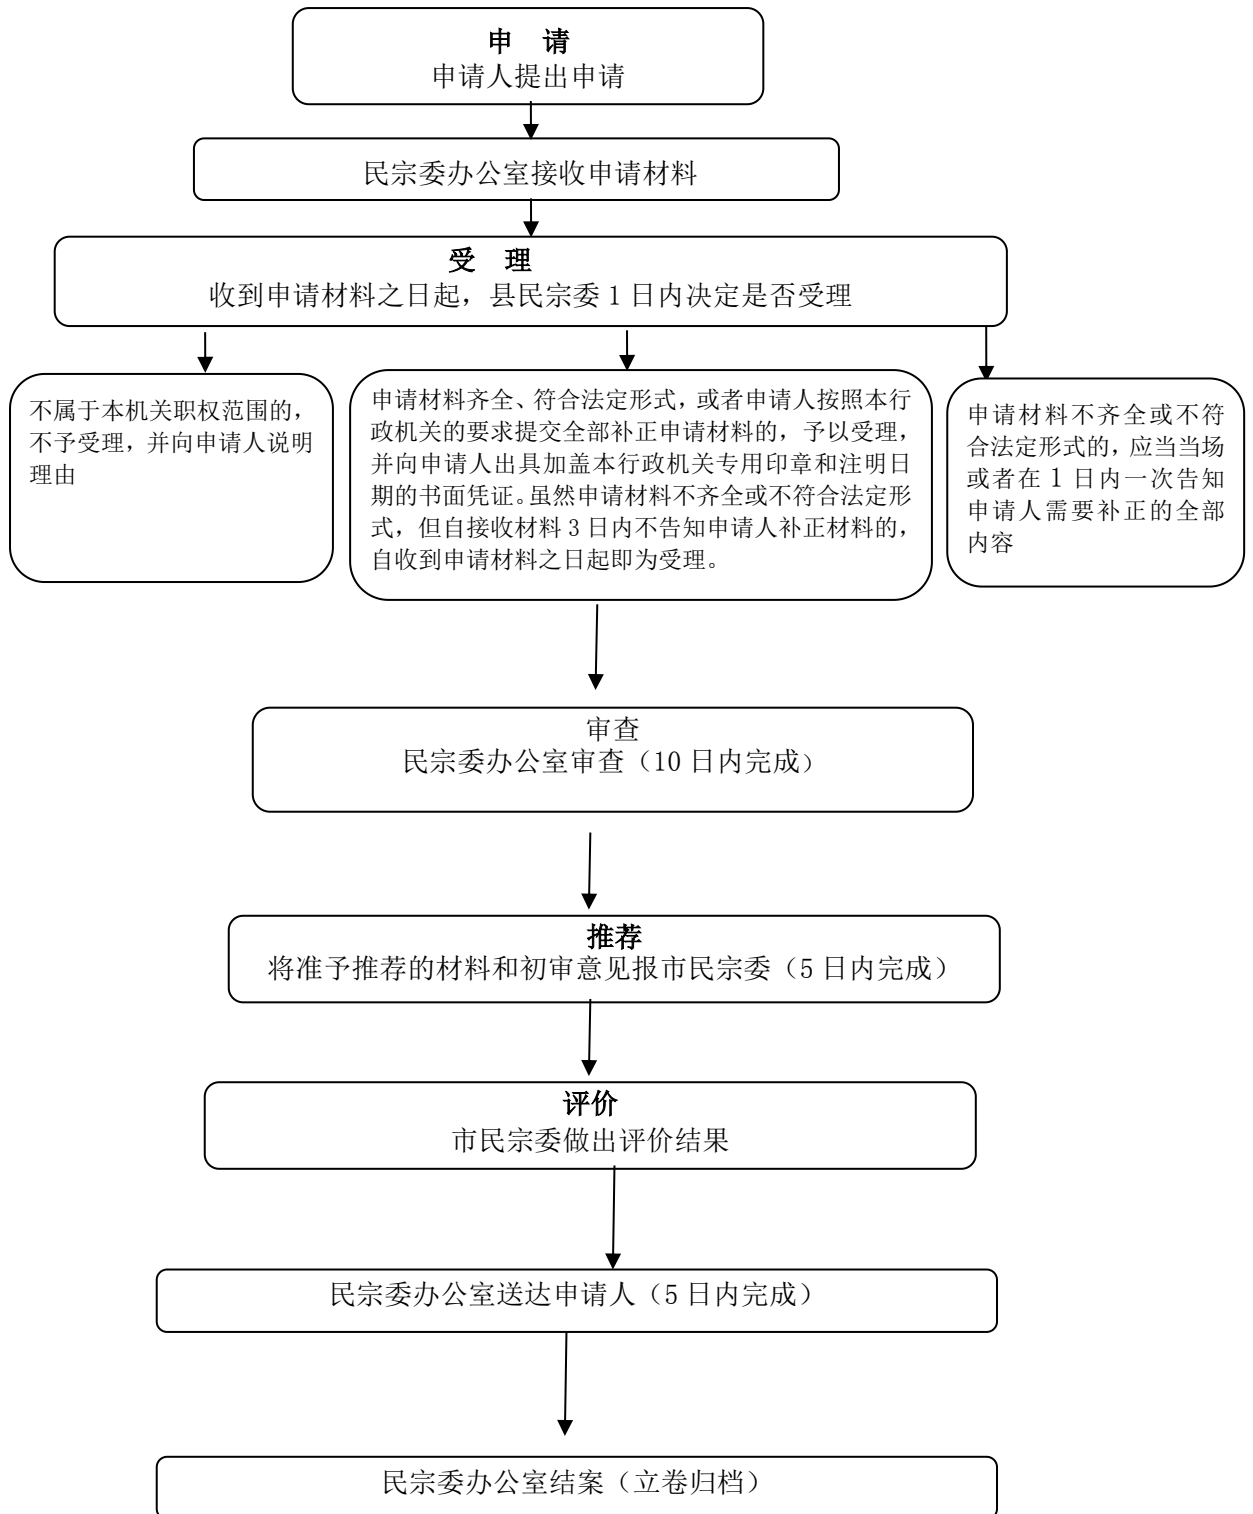 申　请
申请人提出申请
民宗委办公室接收申请材料
受　理
收到申请材料之日起，县民宗委 1 日内决定是否受理
不属于本机关职权范围的，
不予受理，并向申请人说明
理由
申请材料齐全、符合法定形式，或者申请人按照本行
政机关的要求提交全部补正申请材料的，予以受理，
并向申请人出具加盖本行政机关专用印章和注明日
期的书面凭证。虽然申请材料不齐全或不符合法定形
式，但自接收材料 3 日内不告知申请人补正材料的，
自收到申请材料之日起即为受理。
申请材料不齐全或不符
合法定形式的，应当当场
或者在 1 日内一次告知
申请人需要补正的全部
内容
审查
民宗委办公室审查（10 日内完成）
推荐
将准予推荐的材料和初审意见报市民宗委（5 日内完成）
评价
市民宗委做出评价结果
民宗委办公室送达申请人（5 日内完成）
民宗委办公室结案（立卷归档）